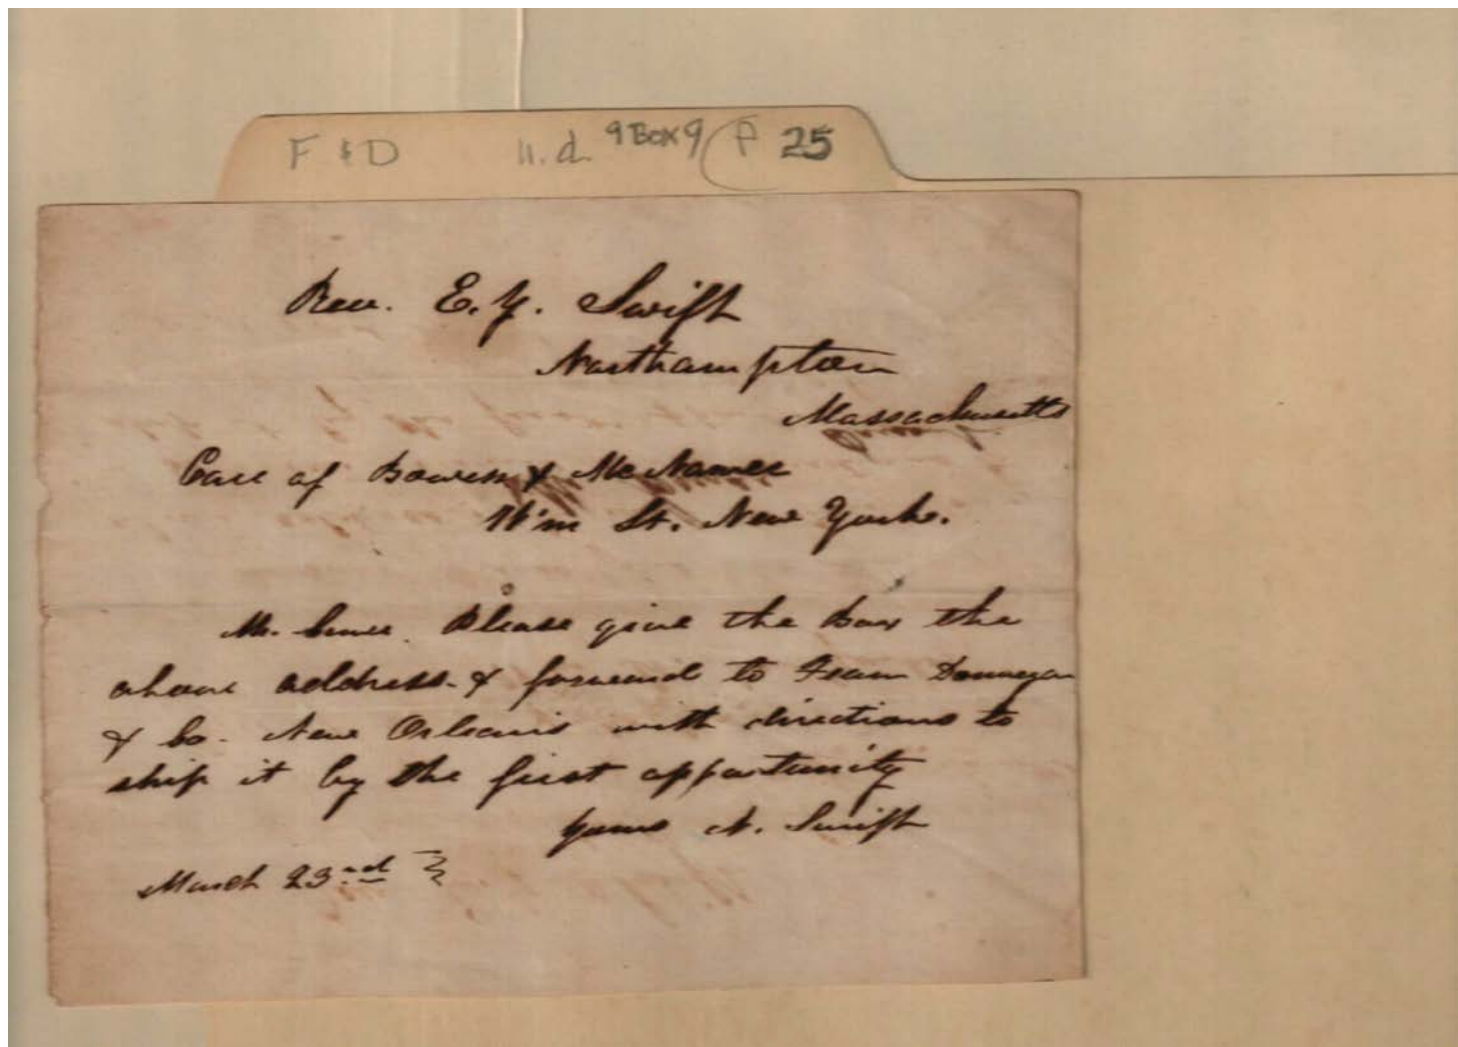 F & D n.d. 9 Box 9 P 25
Rev. E. Y. Swift
Northampton
Massachusetts
Care of Bowen & McNamee
Wm St. New York.
Mr. Please give the Box the
above address. & forward to Fearn Donnegan
& Co. New Orleans with directions to
ship it by the first opportunity
Yours A. Swift
March 23rd